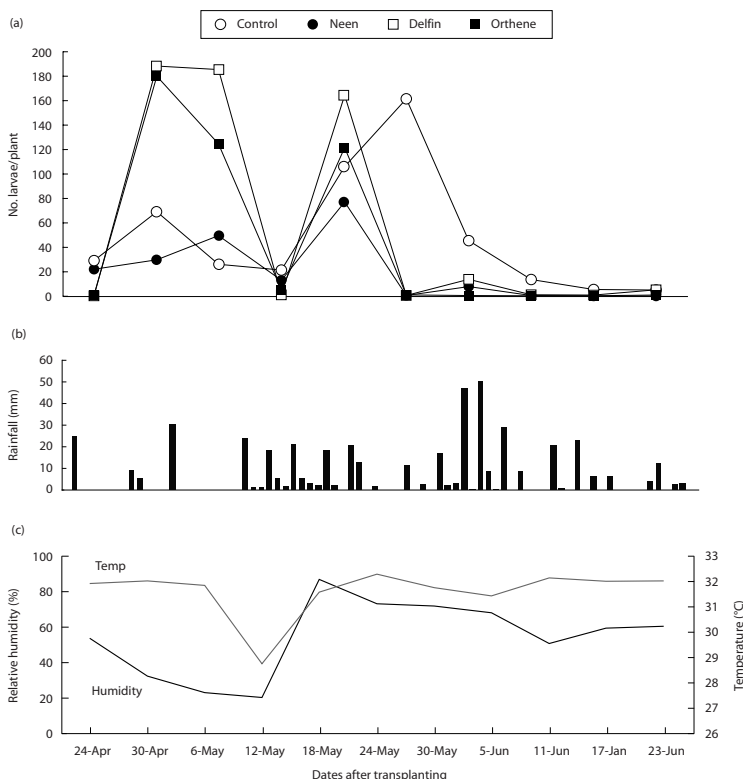 (a)
Control Neen Delfin Orthene
200
180
160
140
120
100
80
60
40
20
0
No. larvae/plant
(b)
60
50
40
30
20
10
0
Rainfall (mm)
(c)
100
80
60
40
20
0
Relative humidity (%)
Temp
Humidity
33
32
31
30
29
28
27
26
Temperature (°C)
24-Apr 30-Apr 6-May 12-May 18-May 24-May 30-May 5-Jun 11-Jun 17-Jan 23-Jun
Dates after transplanting